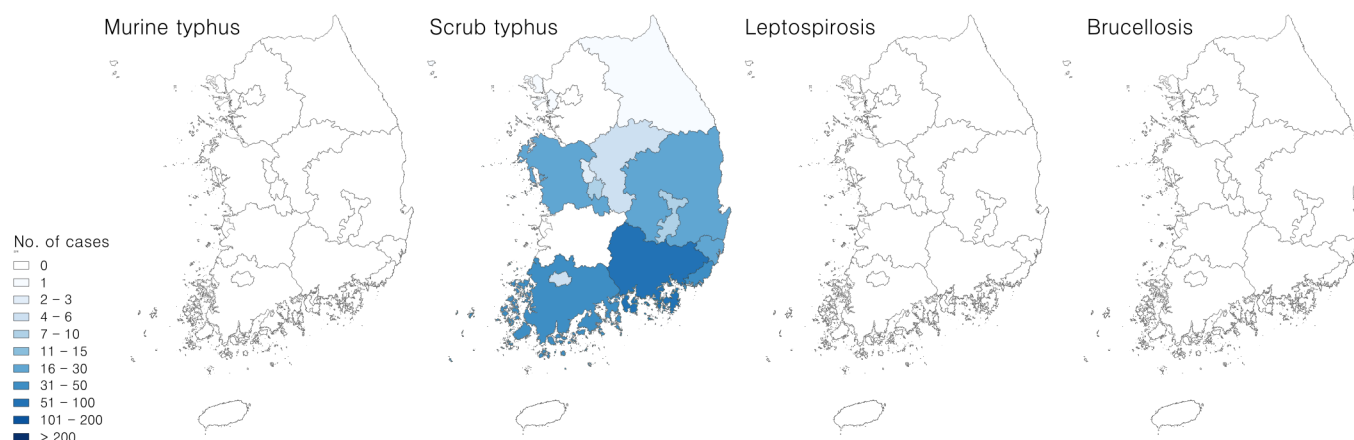 Murine typhus
Scrub typhus
Leptospirosis
Brucellosis
No. of cases
0
1
2 – 3
4 – 6
7 – 10
11 – 15
16 – 30
31 – 50
51 – 100
101 – 200
> 200